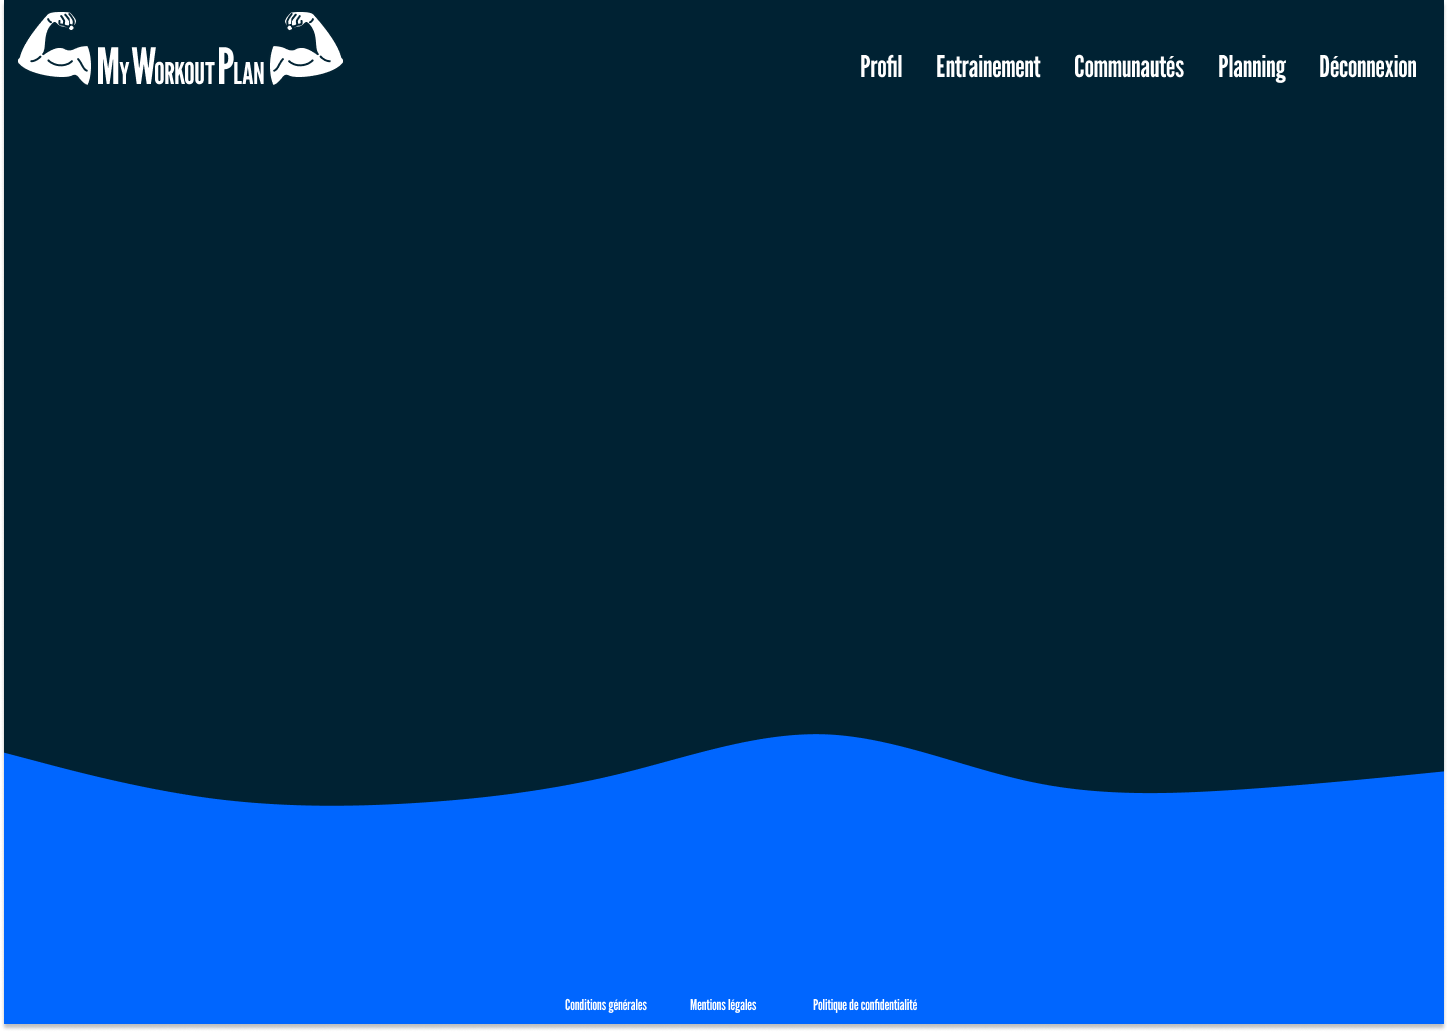 My Workout Plan
Profil Entrainement Communautés Planning Déconnexion
Conditions générales Mentions légales Politique de confidentialité